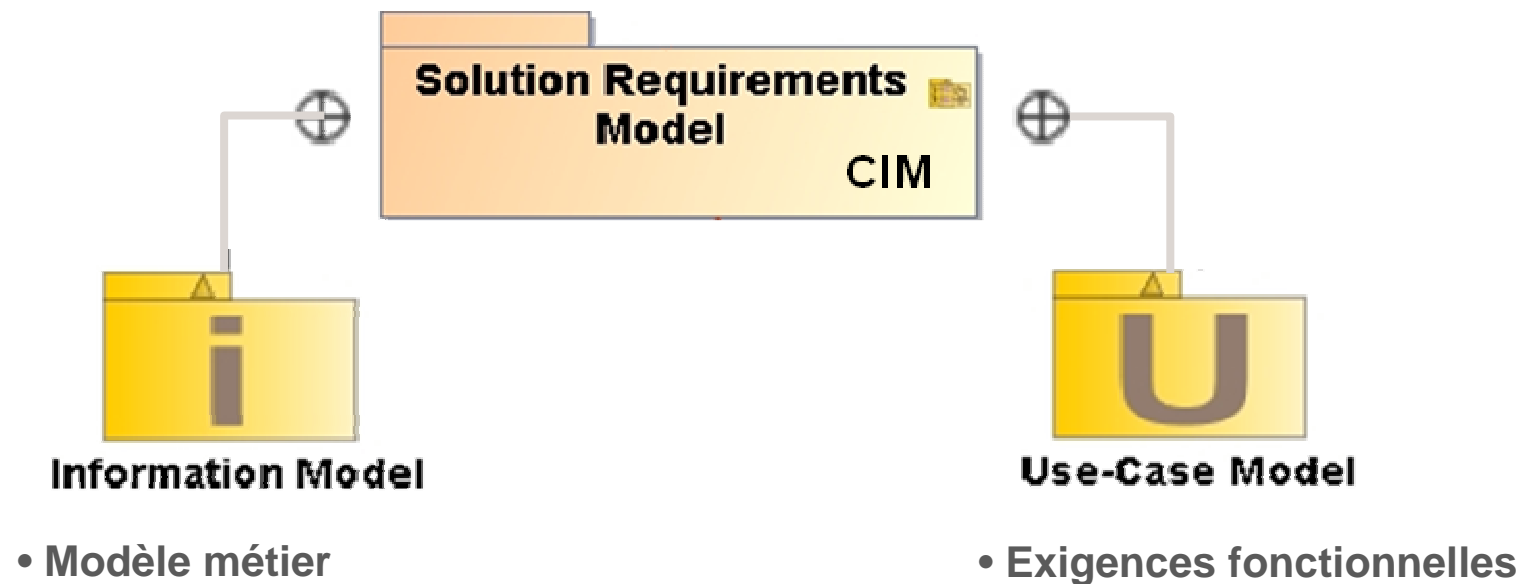 Solution Requirements
Model
CIM
i
U
Information Model
Use-Case Model
• Modèle métier
• Exigences fonctionnelles